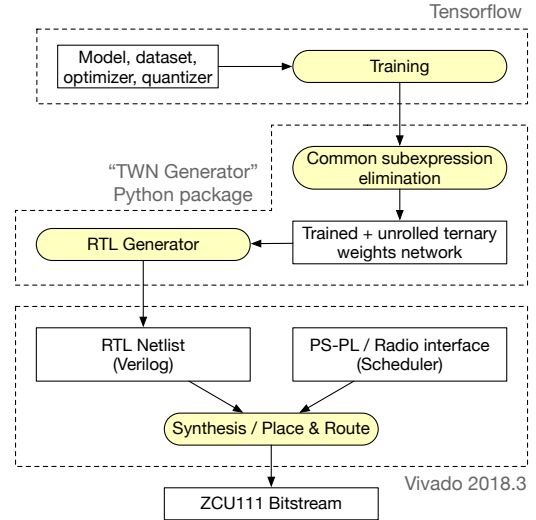 Tensorflow
Model, dataset,
optimizer, quantizer
Training
“TWN Generator”
Python package
Common subexpression
elimination
RTL Generator
Trained + unrolled ternary
weights network
RTL Netlist
(Verilog)
PS-PL / Radio interface
(Scheduler)
Synthesis / Place & Route
Vivado 2018.3
ZCU111 Bitstream